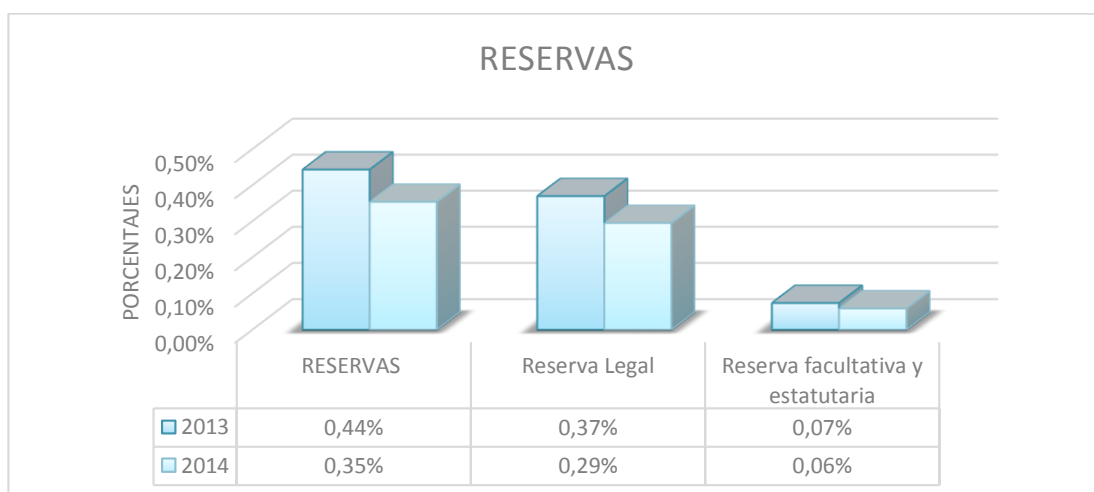 RESERVAS
PORCENTAJES
0,50%
0,40%
0,30%
0,20%
0,10%
0,00%
RESERVAS Reserva Legal Reserva facultativa y
estatutaria
2013 0,44% 0,37% 0,07%
2014 0,35% 0,29% 0,06%